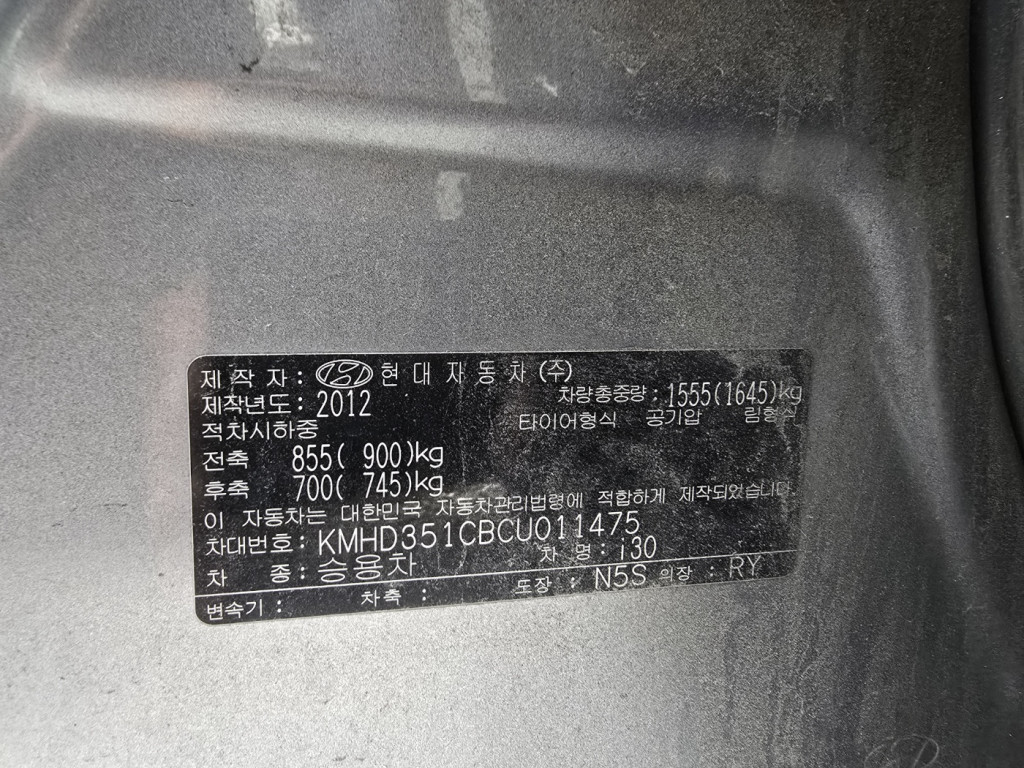 제 작 자 : 현 대 자 동 차 (주)
제작년도 : 2012 차량총중량 : 1555(1645)kg
적차시하중 타이어형식 공기압 림형식
전축 855( 900)kg
후축 700( 745)kg
이 자동차는 대한민국 자동차관리법령에 적합하게 제작되었습니다.
차대번호 : KMHD351CBCU011475
차 종 : 승용차 차 명 : i30
변속기 : 차축 : 도장 : N5S 의장 : RY